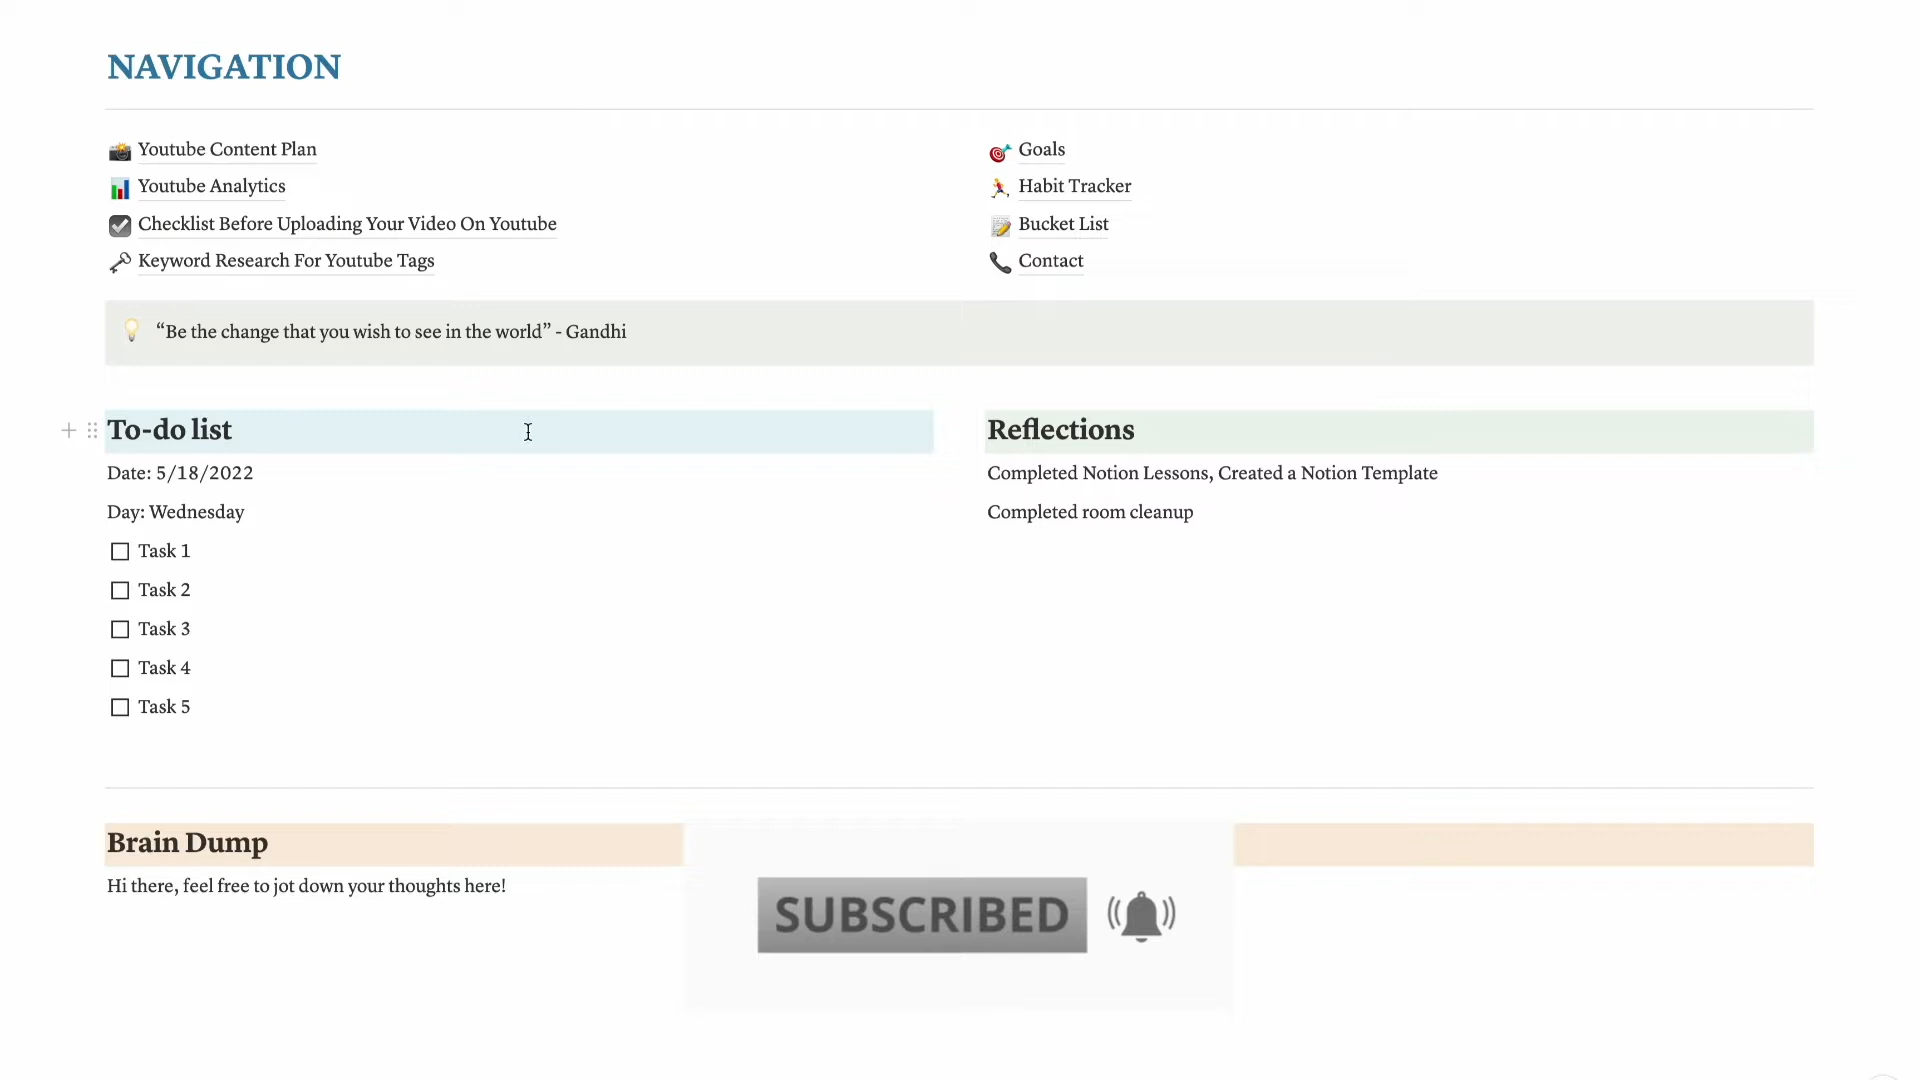 NAVIGATION
Youtube Content Plan
Youtube Analytics
Checklist Before Uploading Your Video On Youtube
Keyword Research For Youtube Tags
Goals
Habit Tracker
Bucket List
Contact
“Be the change that you wish to see in the world” - Gandhi
To-do list
Date: 5/18/2022
Day: Wednesday
Task 1
Task 2
Task 3
Task 4
Task 5
Reflections
Completed Notion Lessons, Created a Notion Template
Completed room cleanup
Brain Dump
Hi there, feel free to jot down your thoughts here!
SUBSCRIBED